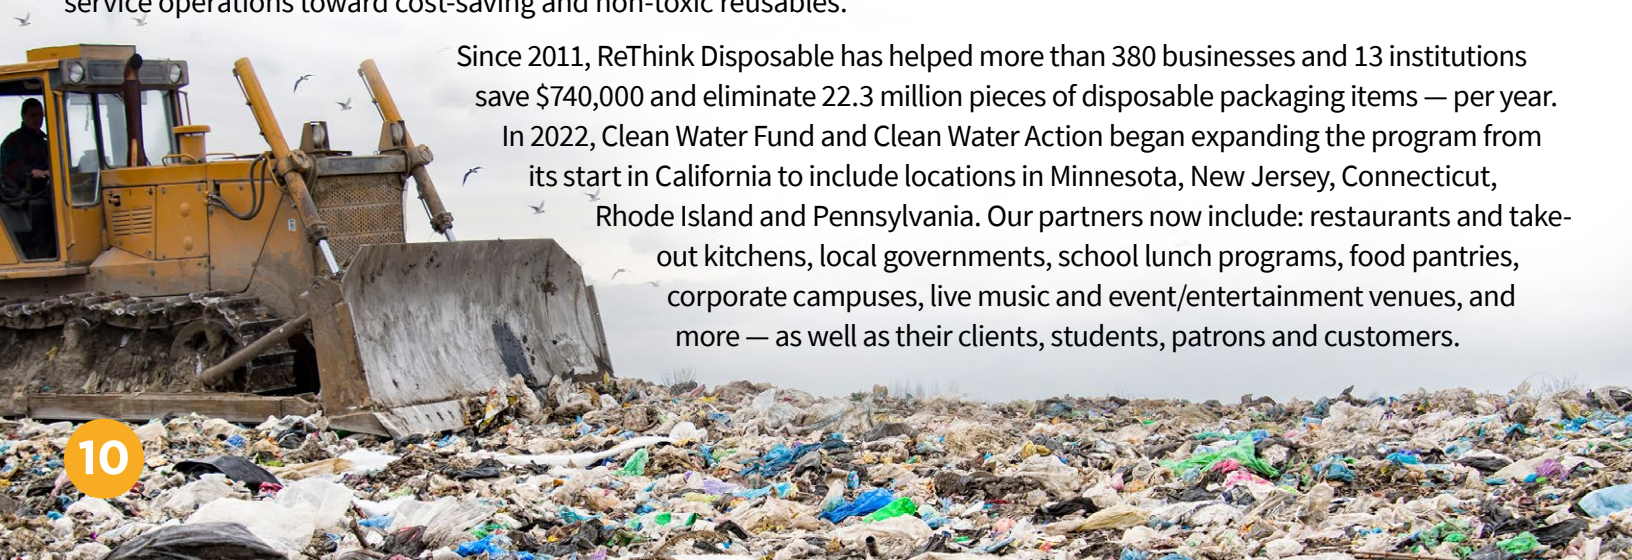 service operations toward cost-saving and non-toxic reusables.
Since 2011, ReThink Disposable has helped more than 380 businesses and 13 institutions
save $740,000 and eliminate 22.3 million pieces of disposable packaging items — per year.
In 2022, Clean Water Fund and Clean Water Action began expanding the program from
its start in California to include locations in Minnesota, New Jersey, Connecticut,
Rhode Island and Pennsylvania. Our partners now include: restaurants and take-
out kitchens, local governments, school lunch programs, food pantries,
corporate campuses, live music and event/entertainment venues, and
more — as well as their clients, students, patrons and customers.
10